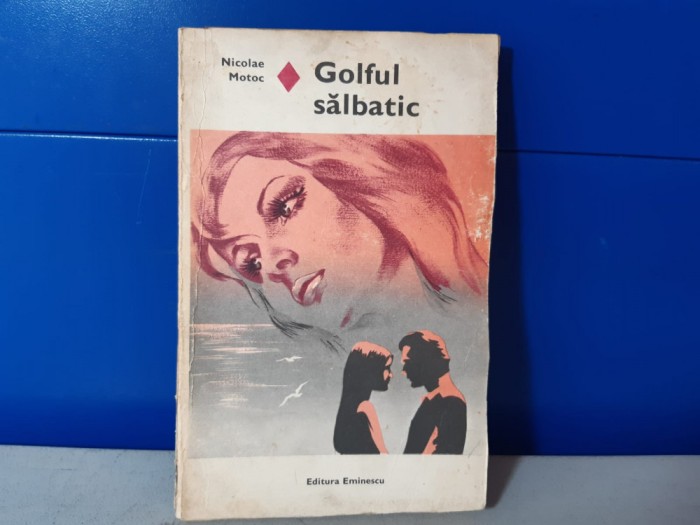 Nicolae
Motoc
Golful
sălbatic
Editura Eminescu